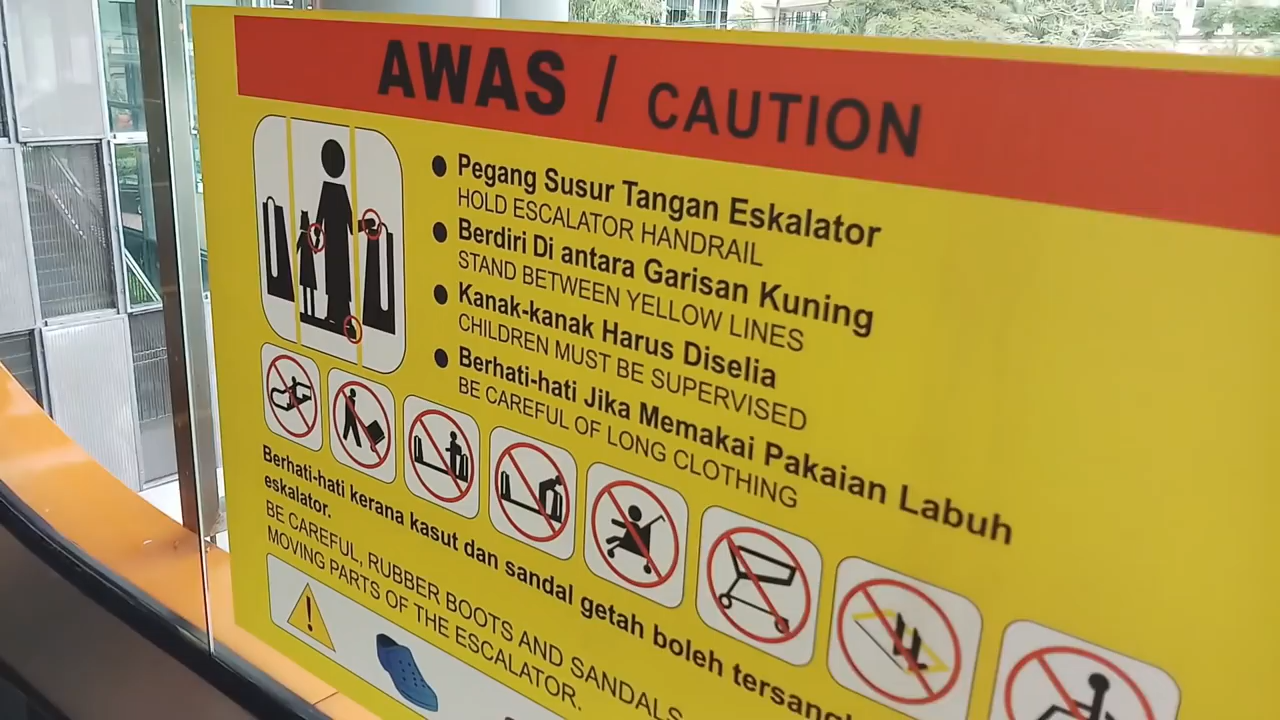 AWAS / CAUTION
● Pegang Susur Tangan Eskalator
HOLD ESCALATOR HANDRAIL
● Berdiri Di antara Garisan Kuning
STAND BETWEEN YELLOW LINES
● Kanak-kanak Harus Diselia
CHILDREN MUST BE SUPERVISED
● Berhati-hati Jika Memakai Pakaian Labuh
BE CAREFUL OF LONG CLOTHING
Berhati-hati kerana kasut dan sandal getah boleh
eskalator.
BE CAREFUL, RUBBER BOOTS AND SANDALS
MOVING PARTS OF THE ESCALATOR.